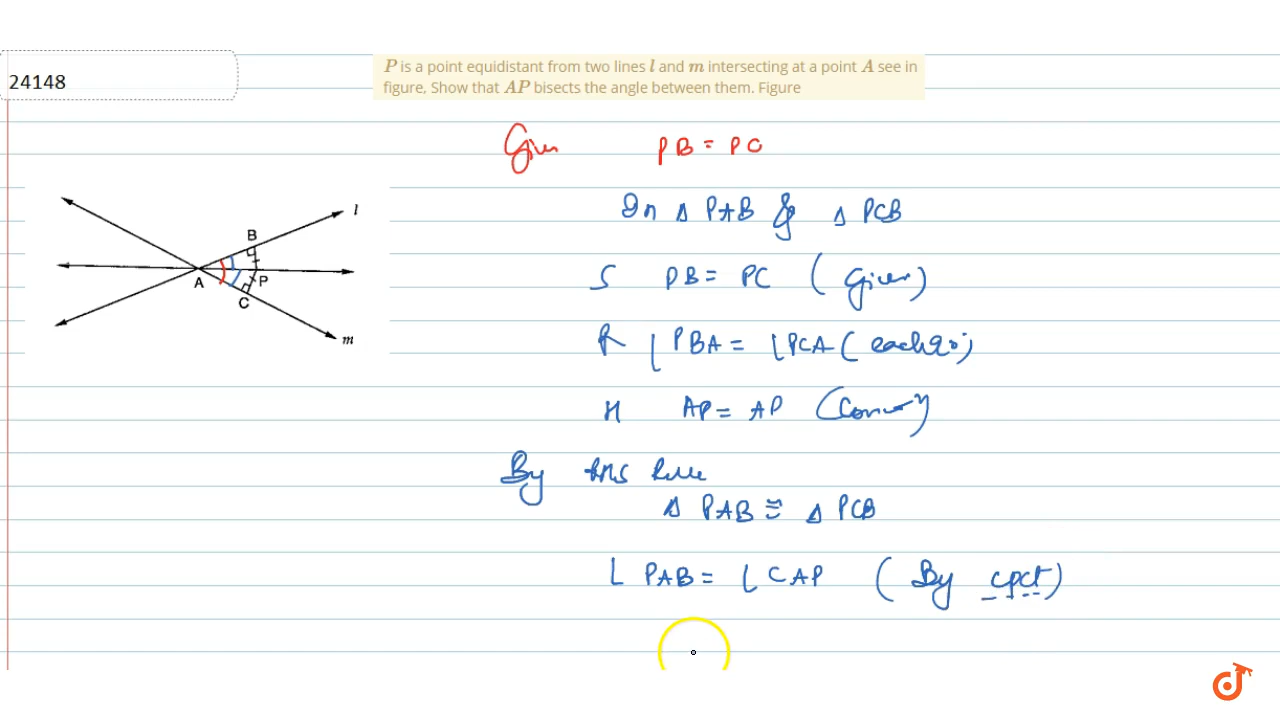 24148
P is a point equidistant from two lines l and m intersecting at a point A see in
figure, Show that AP bisects the angle between them. Figure
Given PB = PC
In Δ PAB & Δ PCB
S PB = PC (Given)
R ∠PBA = ∠PCA (each 90°)
H AP = AP
By RHS Rule
Δ PAB ≅ Δ PCB
∠PAB = ∠CAP (By cpct)
l
B
A
P
C
m